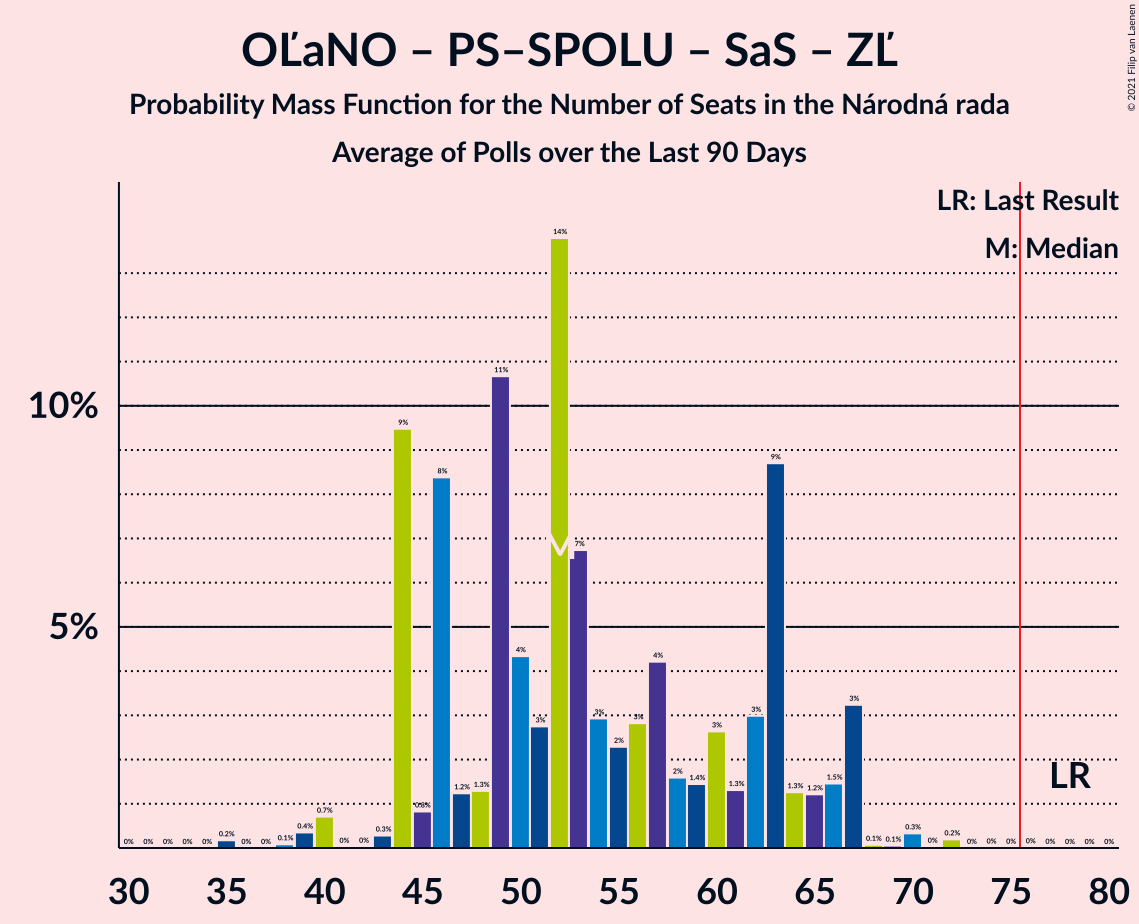 OĽaNO – PS–SPOLU – SaS – ZĽ
Probability Mass Function for the Number of Seats in the Národná rada
Average of Polls over the Last 90 Days
© 2021 Filip van Laenen
LR: Last Result
M: Median
10%
5%
0% 0% 0% 0% 0% 0.2% 0% 0% 0.1% 0.4% 0.7% 0% 0% 0.3% 9% 0.8% 8% 1.2% 1.3% 11% 4% 3% 14% 7% 3% 2% 3% 4% 2% 1.4% 3% 1.3% 3% 9% 1.3% 1.2% 1.5% 3% 0.1% 0.1% 0.3% 0% 0.2% 0% 0% 0% 0% 0% 0% 0% 0%
M
LR
30 35 40 45 50 55 60 65 70 75 80